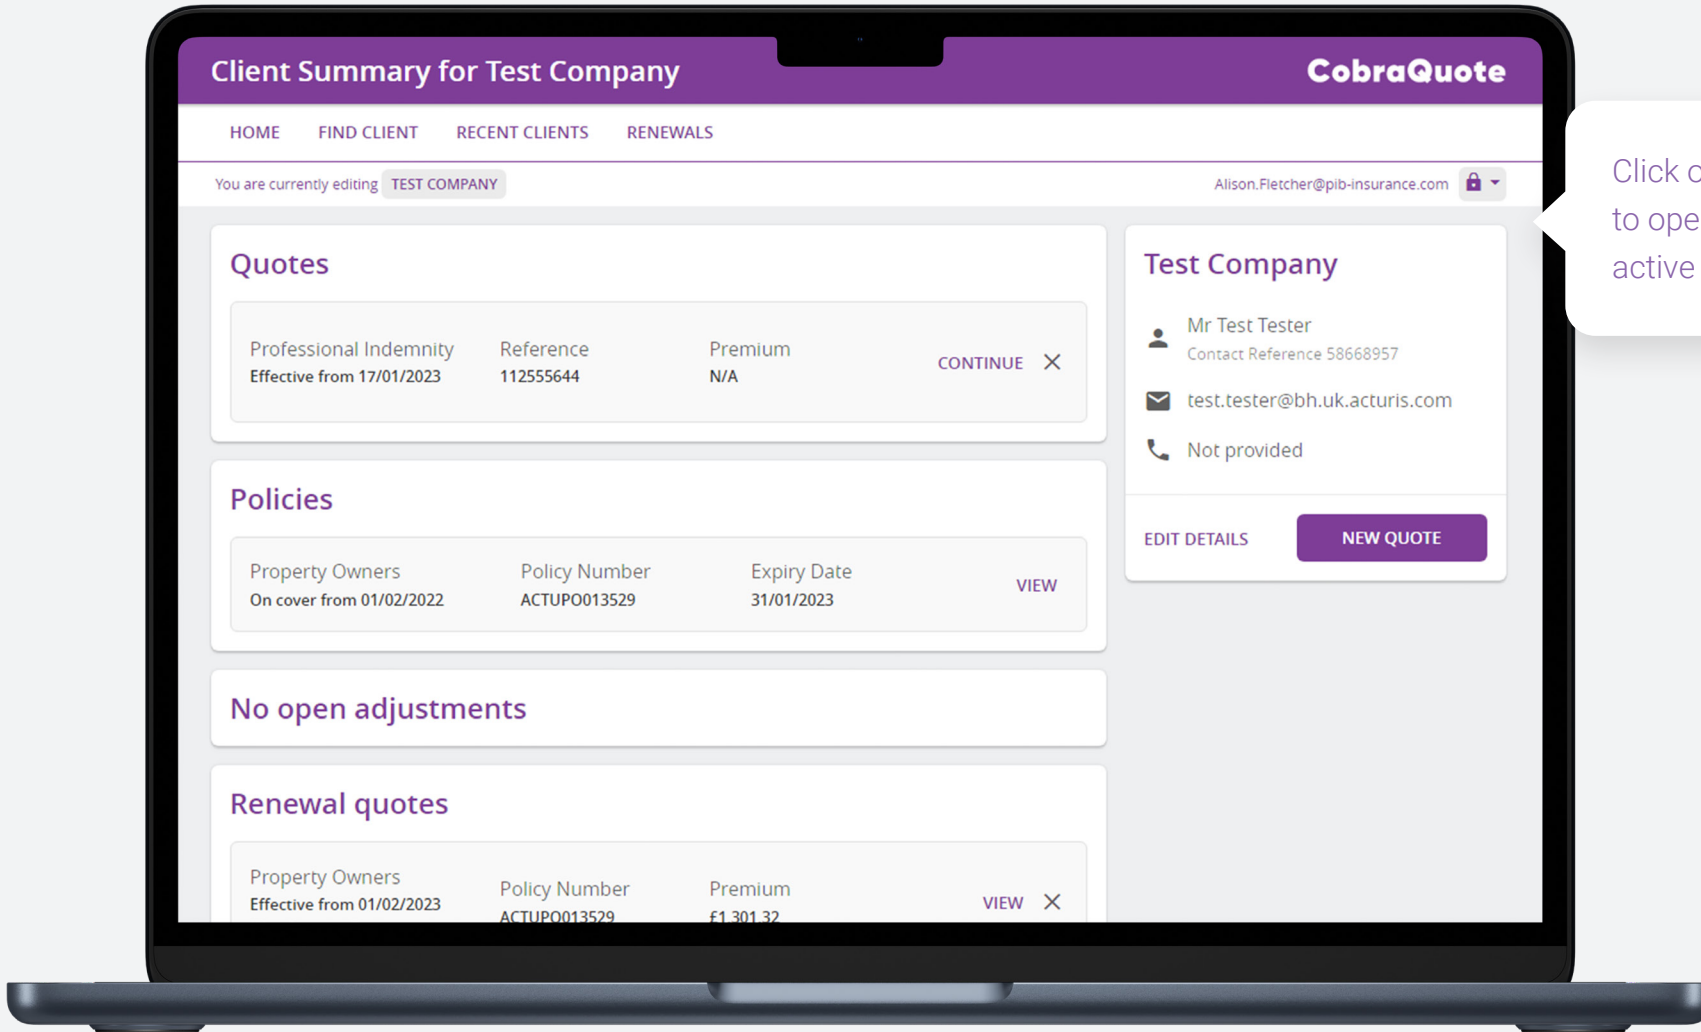 Client Summary for Test Company
CobraQuote
HOME FIND CLIENT RECENT CLIENTS RENEWALS
You are currently editing TEST COMPANY
Alison.Fletcher@pib-insurance.com
Click
to
active
Quotes
Professional Indemnity Reference Premium
Effective from 17/01/2023 112555644 N/A
CONTINUE
Policies
Property Owners Policy Number Expiry Date
On cover from 01/02/2022 ACTUPO013529 31/01/2023
VIEW
No open adjustments
Renewal quotes
Property Owners Policy Number Premium
Effective from 01/02/2023 ACTUPO013529 £1,301.32
VIEW
Test Company
Mr Test Tester
Contact Reference 58668957
test.tester@bh.uk.acturis.com
Not provided
EDIT DETAILS NEW QUOTE